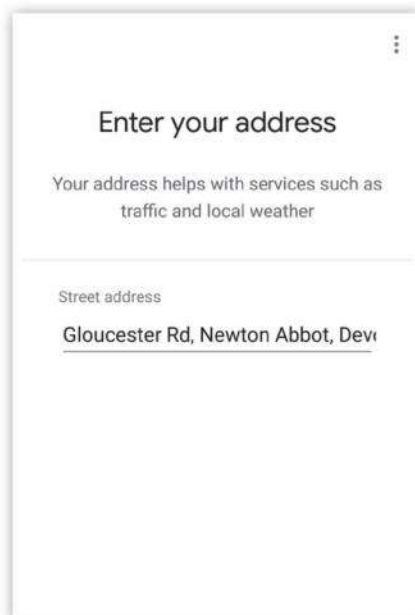 Enter your address
Your address helps with services such as
traffic and local weather
Street address
Gloucester Rd, Newton Abbot, Dev